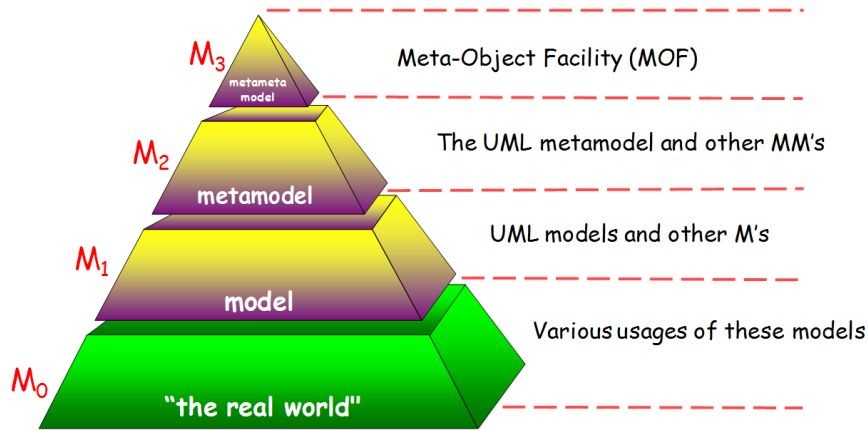 M3
metameta
model
Meta-Object Facility (MOF)
M2
metamodel
The UML metamodel and other MM's
M1
model
UML models and other M's
M0
"the real world"
Various usages of these models